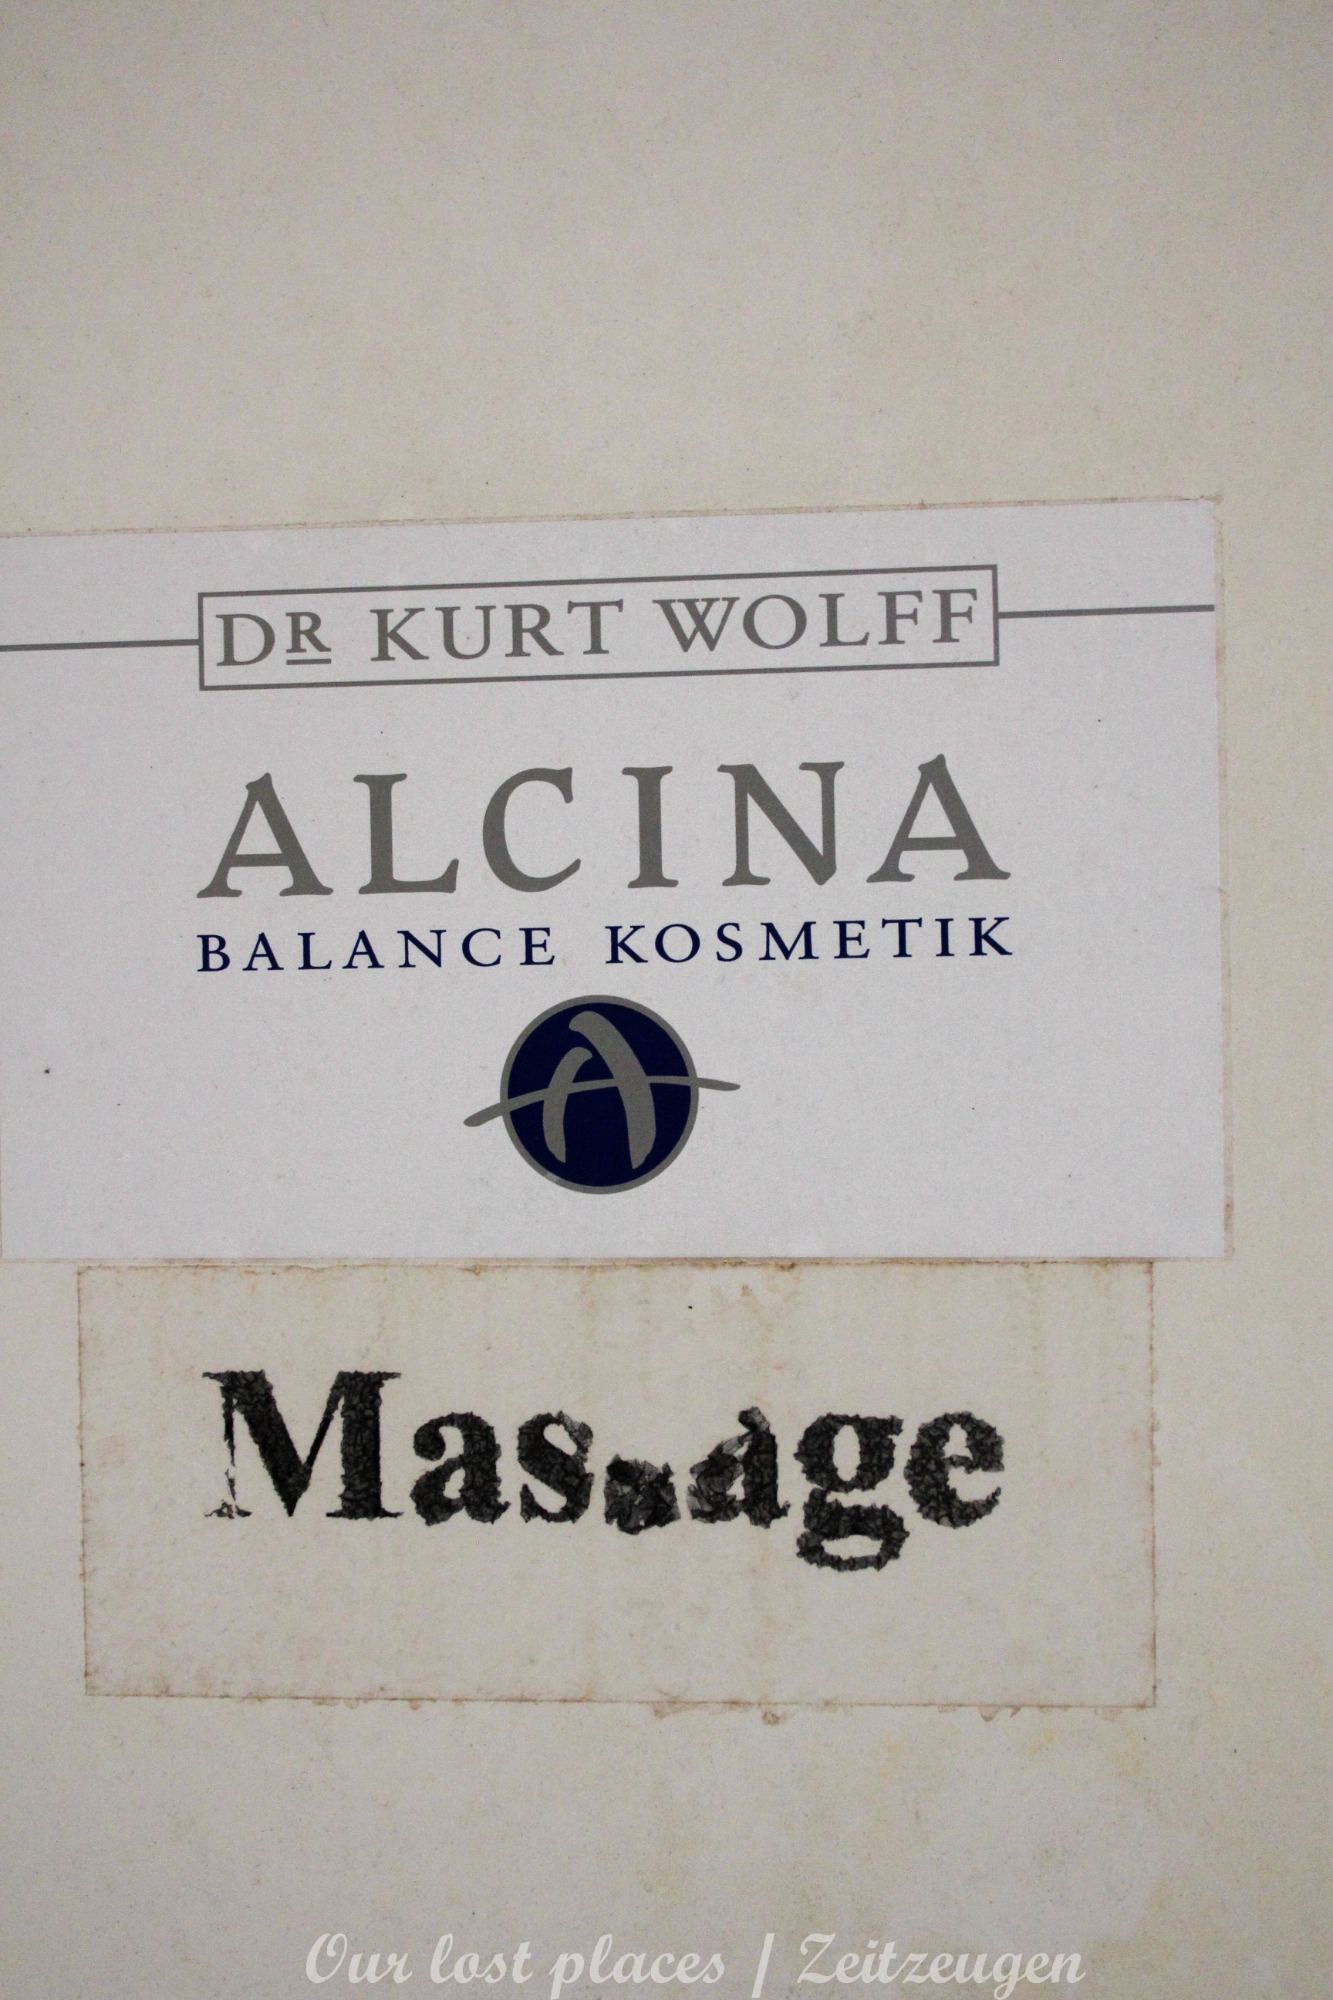 DR KURT WOLFF
ALCINA
BALANCE KOSMETIK
Massage
Our lost places / Zeitzeugen